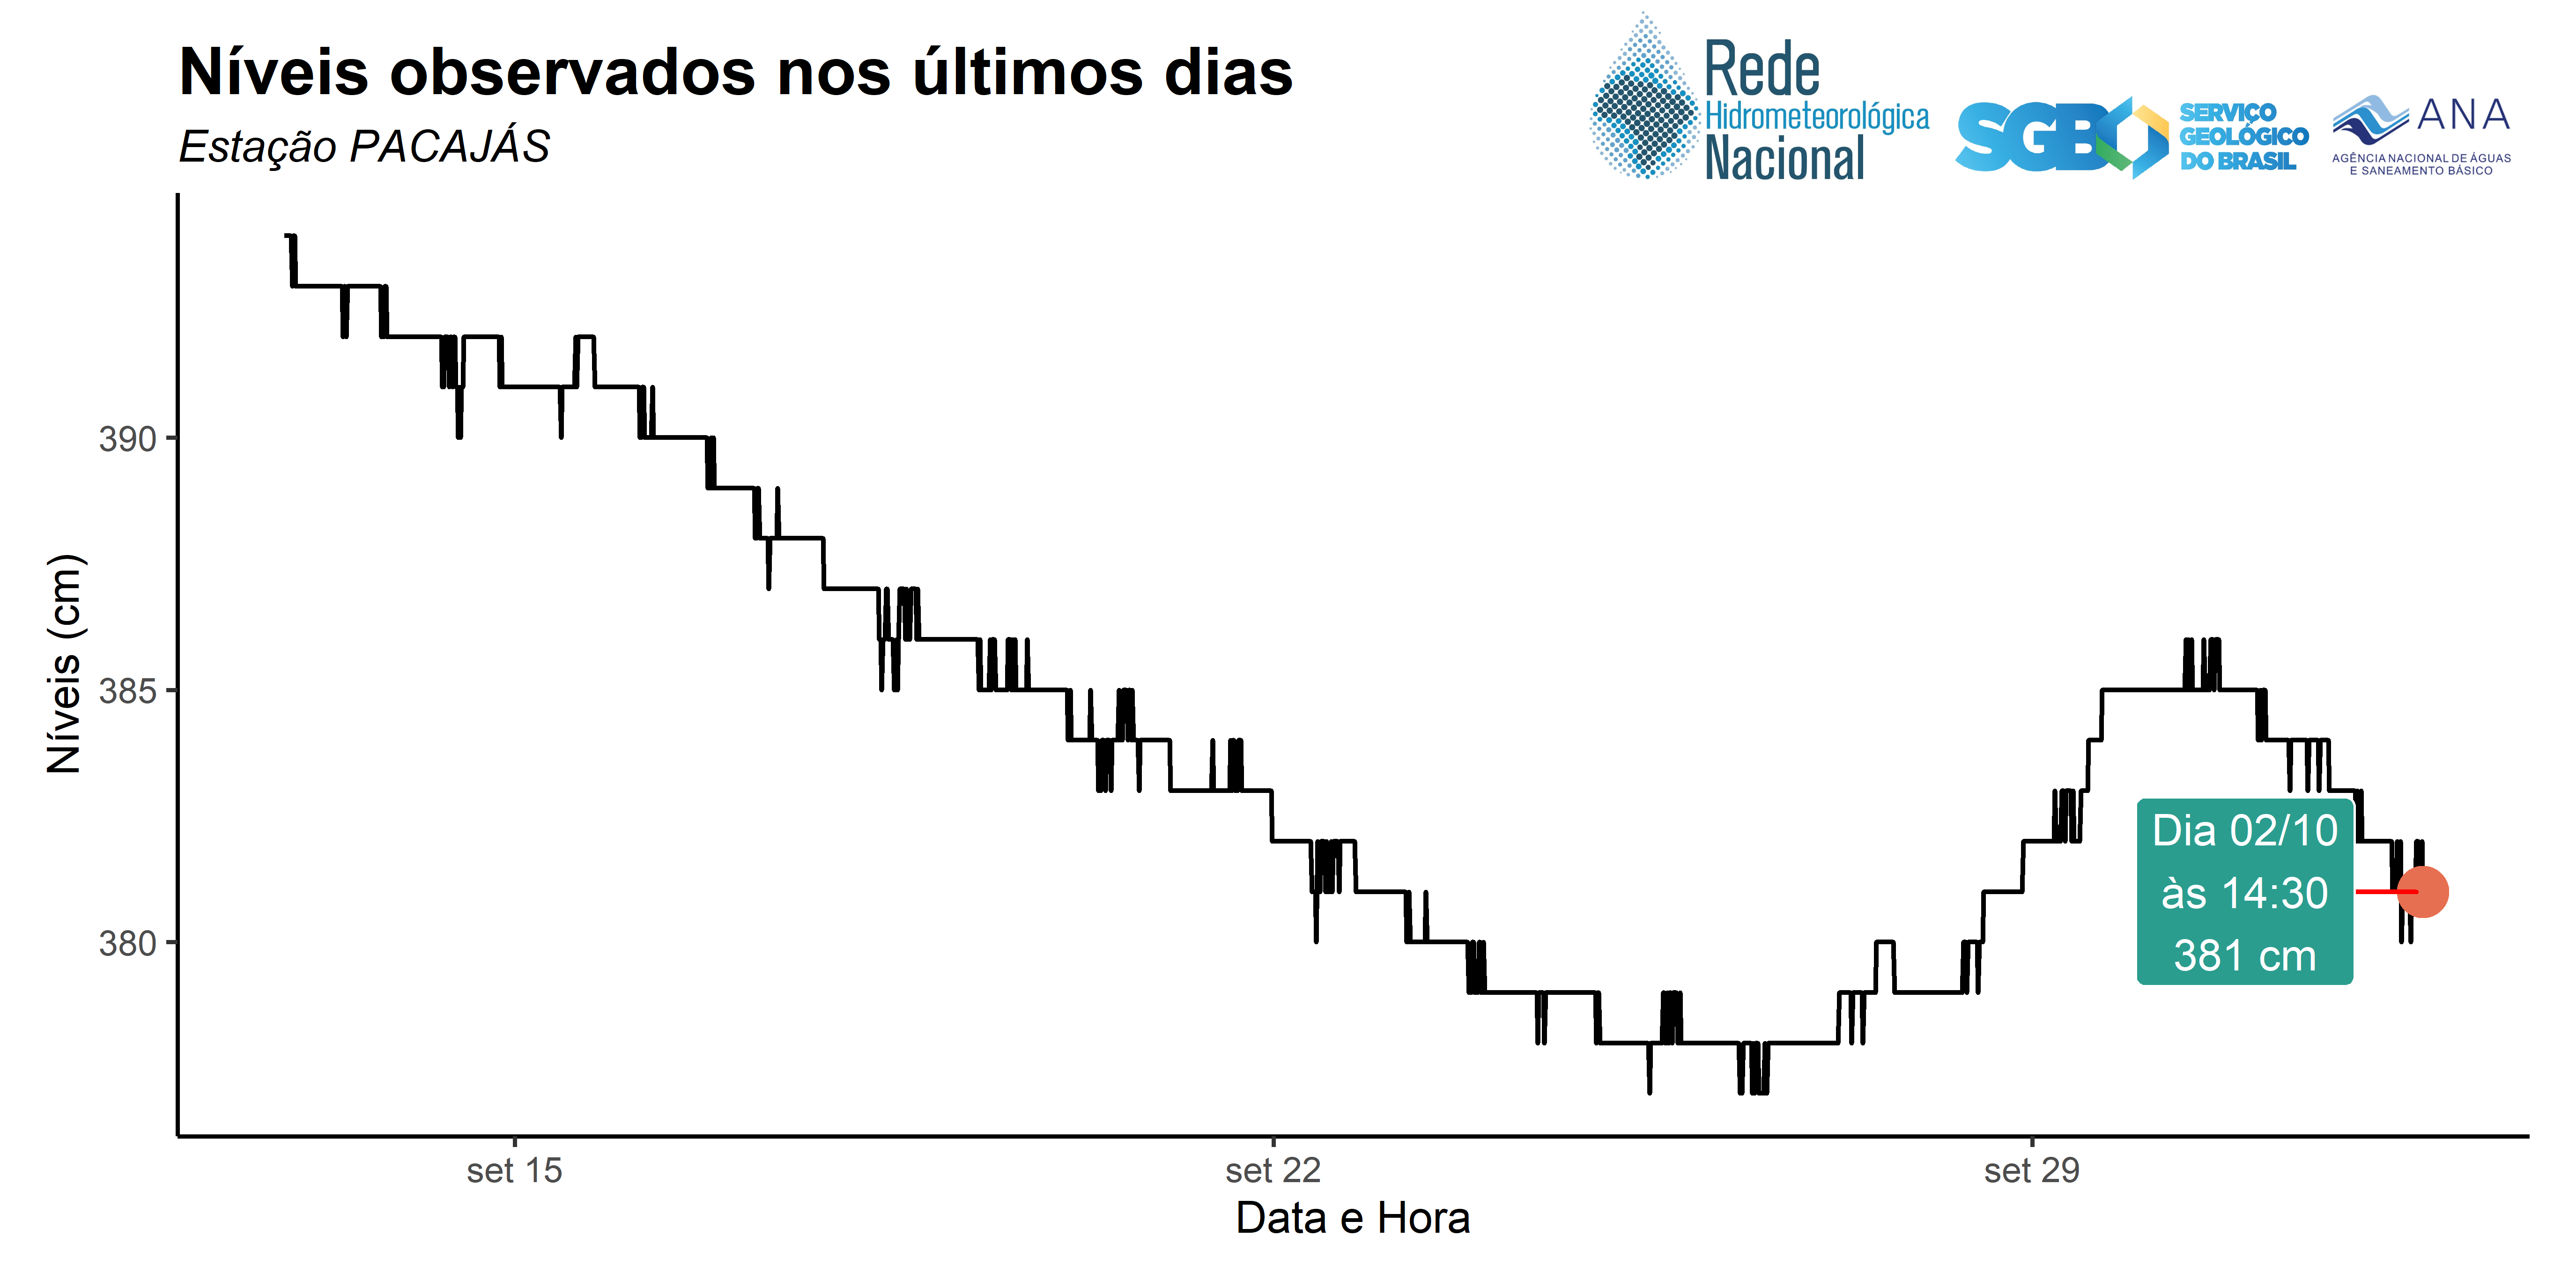 Níveis observados nos últimos dias
Estação PACAJÁS
Rede
Hidrometeorológica
Nacional
SGB
SERVIÇO
GEOLÓGICO
DO BRASIL
ANA
AGÊNCIA NACIONAL DE ÁGUAS
E SANEAMENTO BÁSICO
Níveis (cm)
390
385
380
Dia 02/10
às 14:30
381 cm
set 15
set 22
set 29
Data e Hora